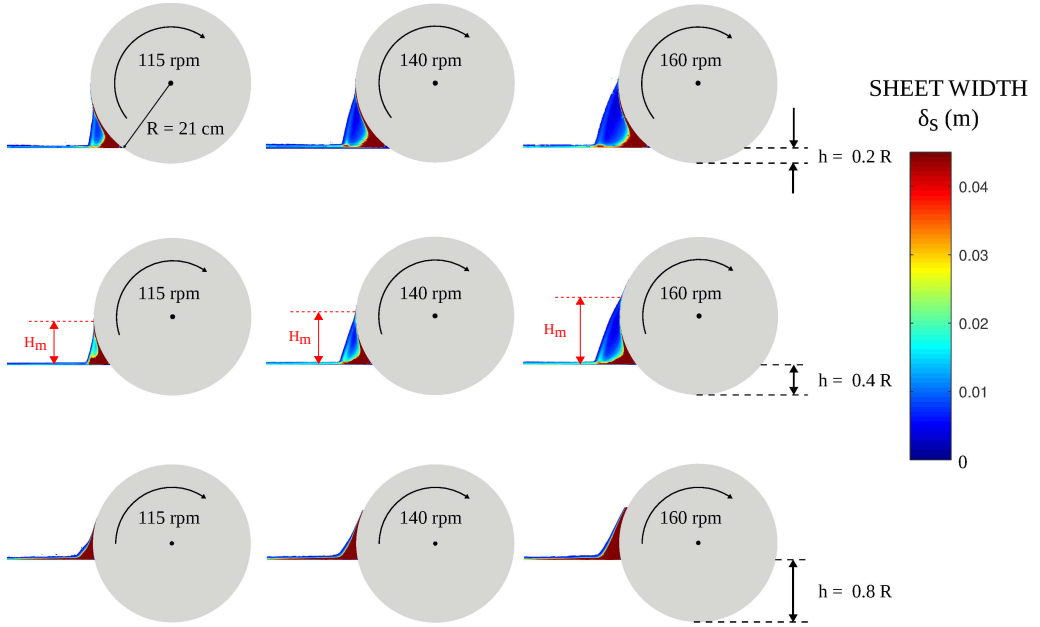 115 rpm
140 rpm
160 rpm
R = 21 cm
h = 0.2 R
SHEET WIDTH
δs (m)
0.04
0.03
0.02
0.01
0
115 rpm
140 rpm
160 rpm
Hm
Hm
Hm
h = 0.4 R
115 rpm
140 rpm
160 rpm
h = 0.8 R